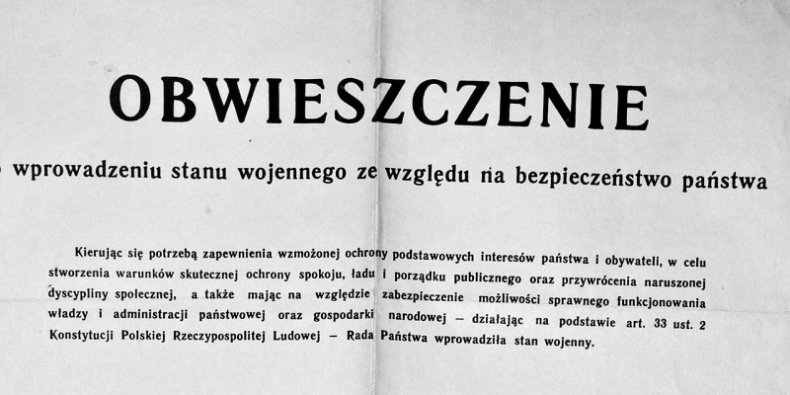 OBWIESZCZENIE
o wprowadzeniu stanu wojennego ze względu na bezpieczeństwo państwa
Kierując się potrzebą zapewnienia wzmożonej ochrony podstawowych interesów państwa i obywateli, w celu
stworzenia warunków skutecznej ochrony spokoju, ładu i porządku publicznego oraz przywrócenia naruszonej
dyscypliny społecznej, a także mając na względzie zabezpieczenie możliwości sprawnego funkcjonowania
władzy i administracji państwowej oraz gospodarki narodowej – działając na podstawie art. 33 ust. 2
Konstytucji Polskiej Rzeczypospolitej Ludowej – Rada Państwa wprowadziła stan wojenny.